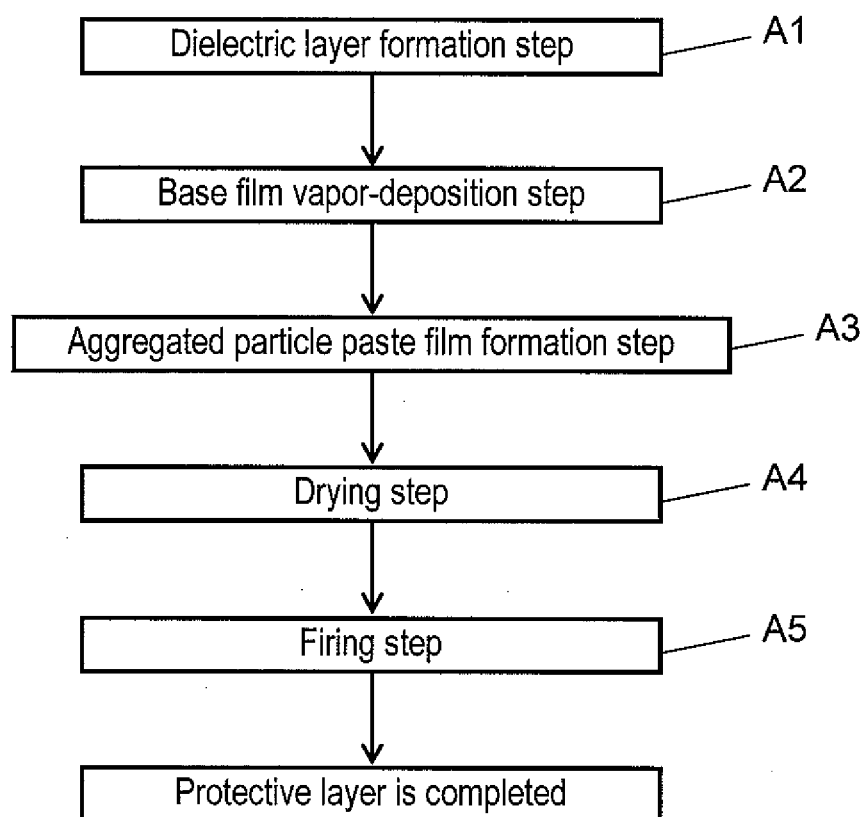 Dielectric layer formation step
A1
Base film vapor-deposition step
A2
Aggregated particle paste film formation step
A3
Drying step
A4
Firing step
A5
Protective layer is completed